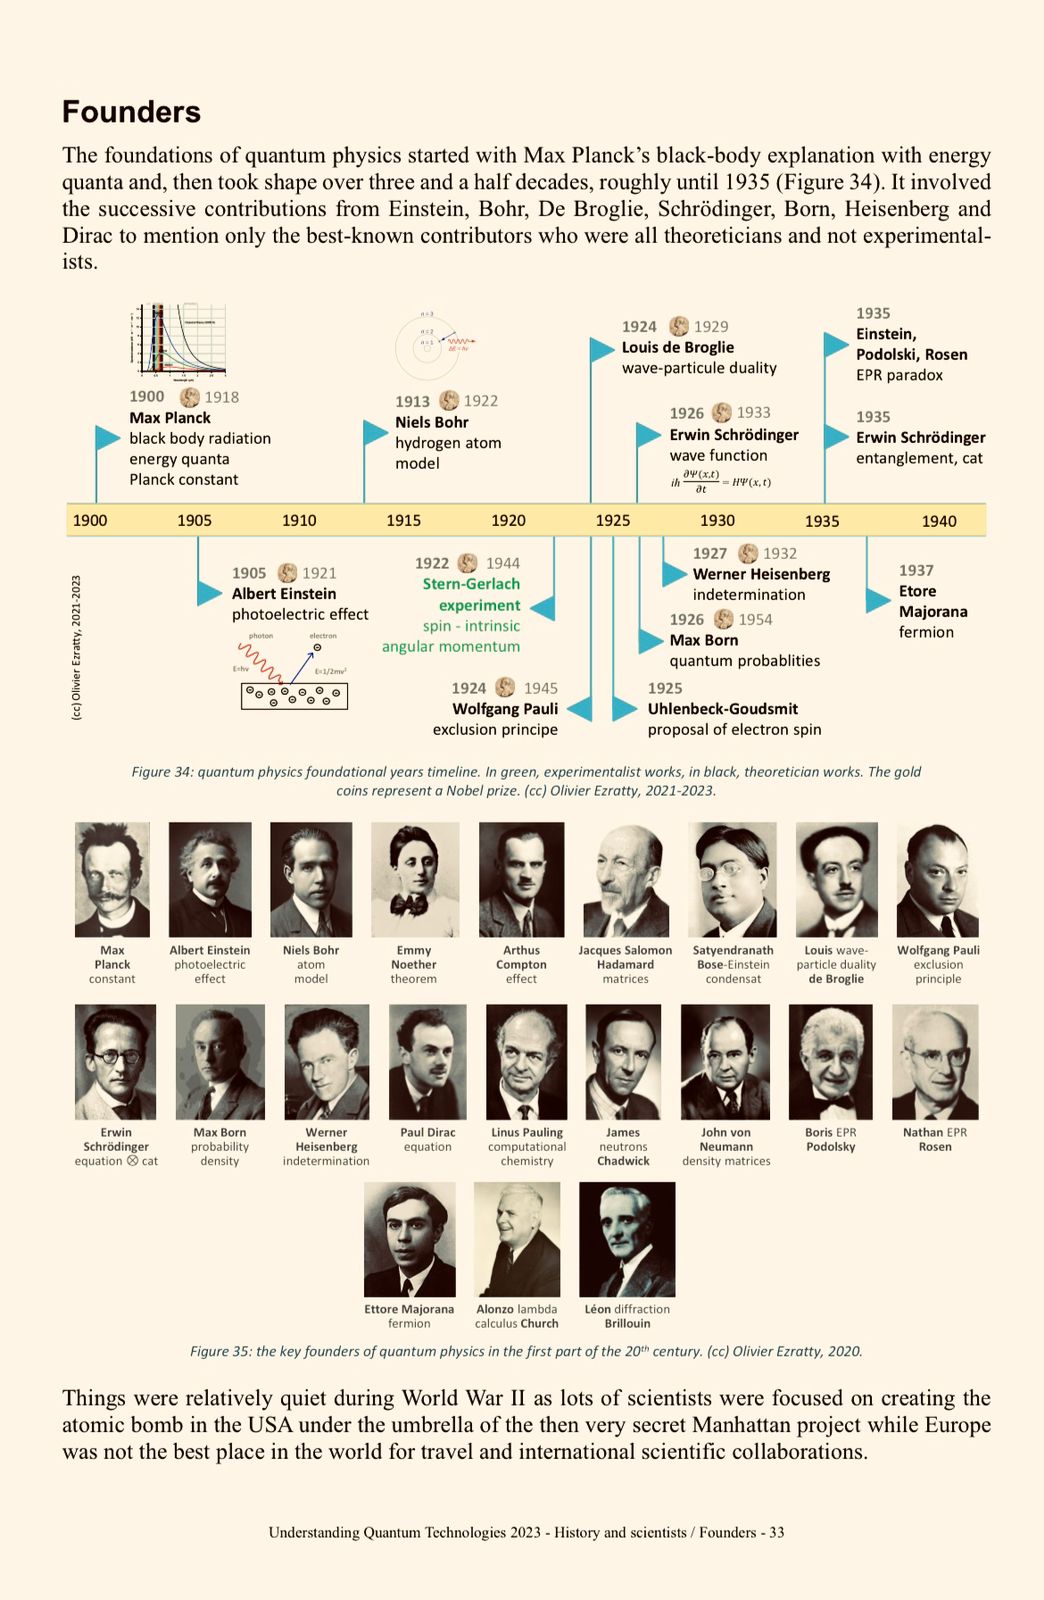 Founders
The foundations of quantum physics started with Max Planck’s black-body explanation with energy
quanta and, then took shape over three and a half decades, roughly until 1935 (Figure 34). It involved
the successive contributions from Einstein, Bohr, De Broglie, Schrödinger, Born, Heisenberg and
Dirac to mention only the best-known contributors who were all theoreticians and not experimental-
ists.
1900 1918
Max Planck
black body radiation
energy quanta
Planck constant
n = 3
n = 2
n = 1
ΔE = hν
1913 1922
Niels Bohr
hydrogen atom
model
1924 1929
Louis de Broglie
wave-particule duality
1926 1933
Erwin Schrödinger
wave function
iħ ∂Ψ(x,t)/∂t = HΨ(x,t)
1935
Einstein,
Podolski, Rosen
EPR paradox
1935
Erwin Schrödinger
entanglement, cat
1900 1905 1910 1915 1920 1925 1930 1935 1940
1905 1921
Albert Einstein
photoelectric effect
photon electron
E=hν E=1/2mv²
1922 1944
Stern-Gerlach
experiment
spin - intrinsic
angular momentum
1924 1945
Wolfgang Pauli
exclusion principe
1927 1932
Werner Heisenberg
indetermination
1926 1954
Max Born
quantum probablities
1925
Uhlenbeck-Goudsmit
proposal of electron spin
1937
Etore
Majorana
fermion
(cc) Olivier Ezratty, 2021-2023
Figure 34: quantum physics foundational years timeline. In green, experimentalist works, in black, theoretician works. The gold
coins represent a Nobel prize. (cc) Olivier Ezratty, 2021-2023.
Max
Planck
constant
Albert Einstein
photoelectric
effect
Niels Bohr
atom
model
Emmy
Noether
theorem
Arthus
Compton
effect
Jacques Salomon
Hadamard
matrices
Satyendranath
Bose-Einstein
condensat
Louis wave-
particle duality
de Broglie
Wolfgang Pauli
exclusion
principle
Erwin
Schrödinger
equation ⊗ cat
Max Born
probability
density
Werner
Heisenberg
indetermination
Paul Dirac
equation
Linus Pauling
computational
chemistry
James
neutrons
Chadwick
John von
Neumann
density matrices
Boris EPR
Podolsky
Nathan EPR
Rosen
Ettore Majorana
fermion
Alonzo lambda
calculus Church
Léon diffraction
Brillouin
Figure 35: the key founders of quantum physics in the first part of the 20th century. (cc) Olivier Ezratty, 2020.
Things were relatively quiet during World War II as lots of scientists were focused on creating the
atomic bomb in the USA under the umbrella of the then very secret Manhattan project while Europe
was not the best place in the world for travel and international scientific collaborations.
Understanding Quantum Technologies 2023 - History and scientists / Founders - 33